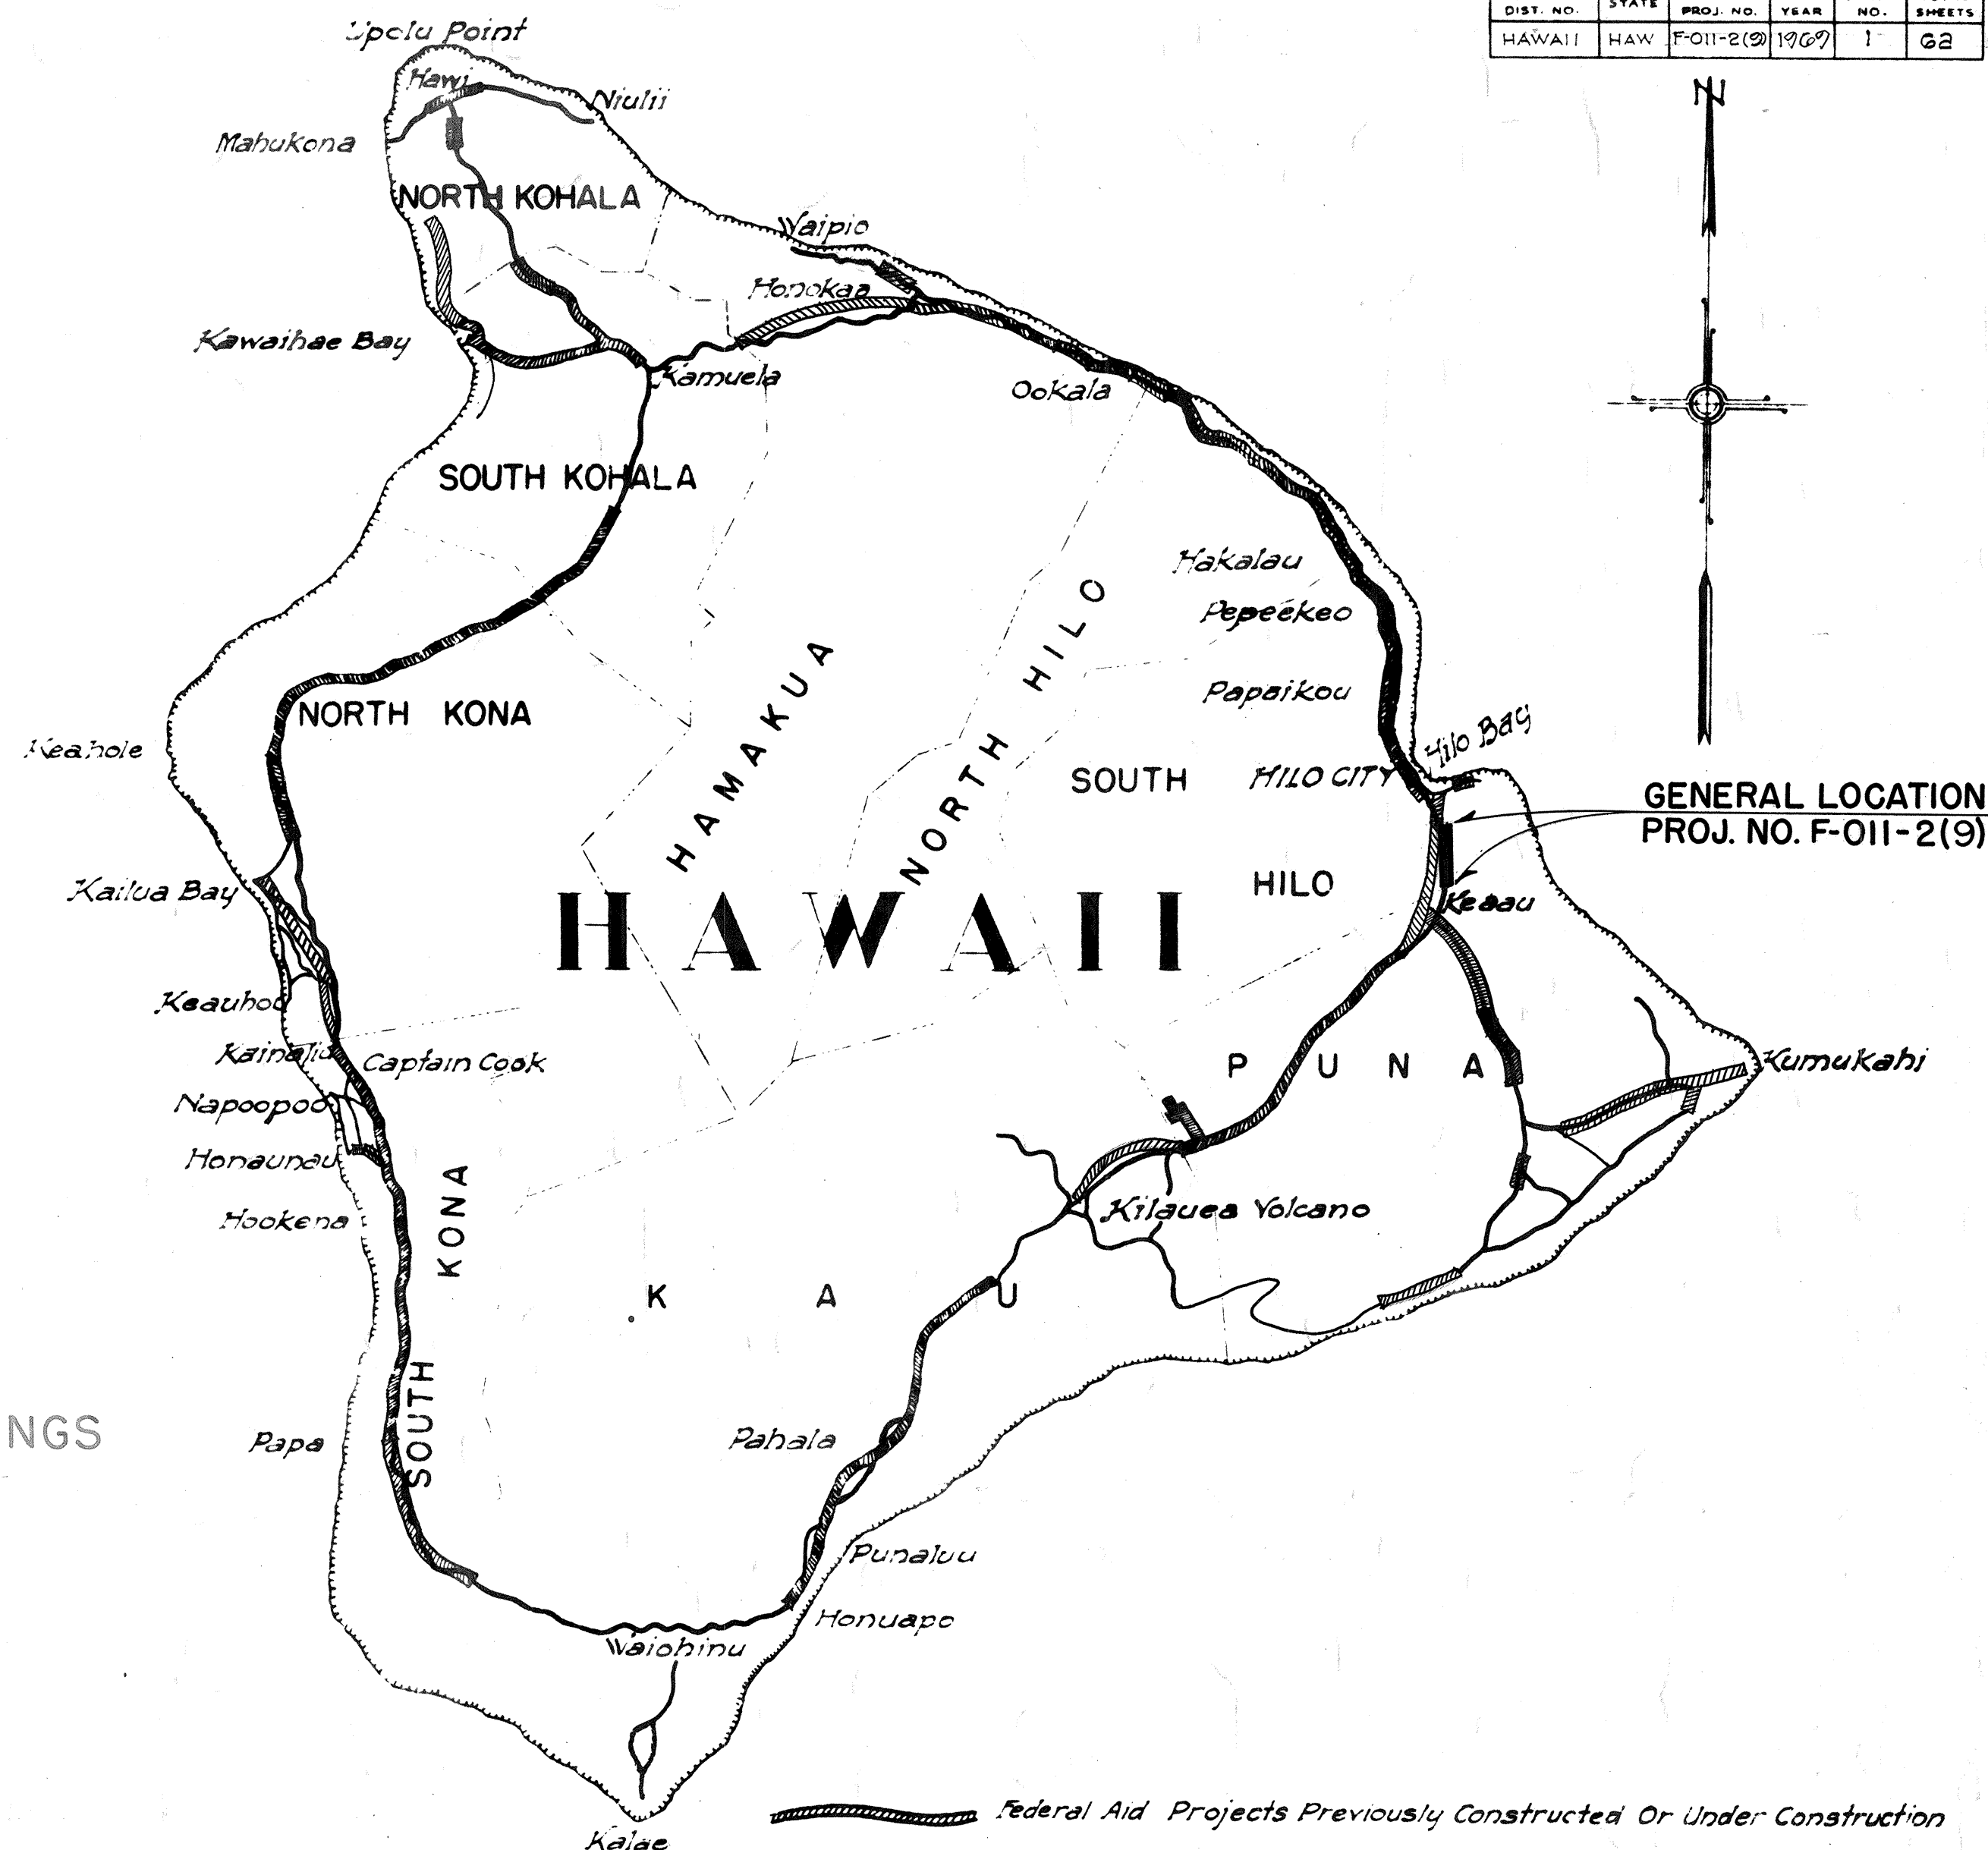 DIST. NO. STATE PROJ. NO. YEAR NO. SHEETS
HAWAII HAW F-011-2(9) 1969 1 62
Upolu Point
Hawi
Niulii
Mahukona
N
NORTH KOHALA
Waipio
Honokaa
Kawaihae Bay
Kamuela
Ookala
SOUTH KOHALA
Hakalau
Pepeekeo
Papaikou
HAMAKUA
NORTH HILO
NORTH KONA
Keahole
Hilo Bay
SOUTH
HILO CITY
GENERAL LOCATION
PROJ. NO. F-011-2(9)
Kailua Bay
HILO
Keaau
HAWAII
Keauhou
Kainaliu
Captain Cook
PUNA
Kumukahi
Napoopoo
Honaunau
Hookena
Kilauea Volcano
SOUTH KONA
KAU
NGS
Papa
Pahala
Punaluu
Honuapo
Waiohinu
Federal Aid Projects Previously Constructed Or Under Construction
Kalae